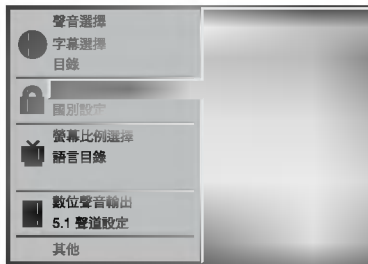 聲音選擇
字幕選擇
目錄
國別設定
螢幕比例選擇
語言目錄
數位聲音輸出
5.1 聲道設定
其他